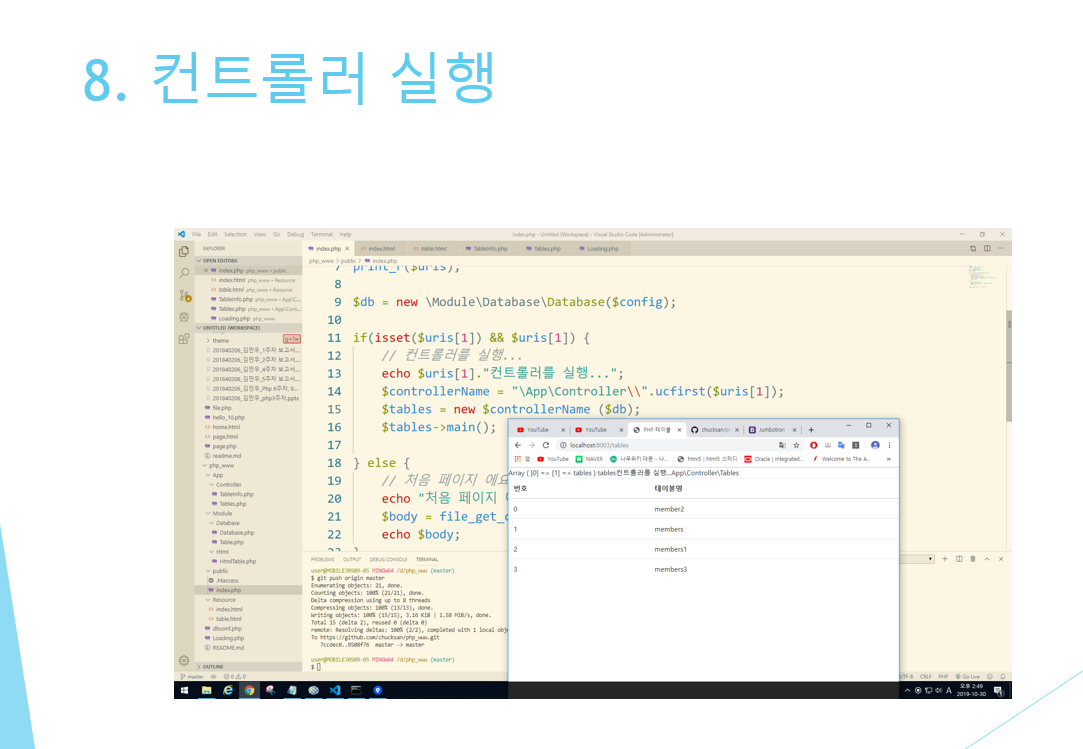 8. 컨트롤러 실행
File Edit Selection View Go Debug Terminal Help
index.php - Untitled (Workspace) - Visual Studio Code [Administrator]
EXPLORER
index.php
index.html
table.html
TableInfo.php
Tables.php
Loading.php
OPEN EDITORS
index.php php_www • public
index.html php_www • Resource
table.html php_www • Resource
TableInfo.php php_www • App\C...
Tables.php php_www • App\Cont...
Loading.php php_www
UNTITLED (WORKSPACE)
theme
201840206_김민우_1주차 보고서...
201840206_김민우_2주차 보고서...
201840206_김민우_4주차 보고서...
201840206_김민우_5주차 보고서...
201840206_김민우_Php 6주차, 9...
201840206_김민우_php3주차.pptx
file.php
hello_10.php
home.html
page.html
page.php
readme.md
php_www
App
Controller
TableInfo.php
Tables.php
Module
Database
Database.php
Table.php
Html
HtmlTable.php
public
.htaccess
index.php
Resource
index.html
table.html
dbconf.php
Loading.php
README.md
OUTLINE
php_www > public > index.php
7 print_r($uris);
8
9 $db = new \Module\Database\Database($config);
10
11 if(isset($uris[1]) && $uris[1]) {
12 // 컨트롤러를 실행...
13 echo $uris[1]."컨트롤러를 실행...";
14 $controllerName = "\App\Controller\\".ucfirst($uris[1]);
15 $tables = new $controllerName ($db);
16 $tables->main();
17
18 } else {
19 // 처음 페이지 에요
20 echo "처음 페이지
21 $body = file_get_c
22 echo $body;
23 }
PROBLEMS OUTPUT DEBUG CONSOLE TERMINAL
user@MOBILE30509-05 MINGW64 /d/php_www (master)
$ git push origin master
Enumerating objects: 21, done.
Counting objects: 100% (21/21), done.
Delta compression using up to 8 threads
Compressing objects: 100% (13/13), done.
Writing objects: 100% (15/15), 3.16 KiB | 1.58 MiB/s, done.
Total 15 (delta 2), reused 0 (delta 0)
remote: Resolving deltas: 100% (2/2), completed with 1 local obje
To https://github.com/chucksan/php_www.git
7ccdec0..9508f76 master -> master
user@MOBILE30509-05 MINGW64 /d/php_www (master)
$
YouTube
YouTube
PHP 테이블
chucksan/p
Jumbotron
localhost:8003/tables
앱 YouTube NAVER 나무위키:대문 - 나... html5 | html5 스터디 Oracle | Integrated... Welcome to The A...
Array ( [0] => [1] => tables ) tables컨트롤러를 실행...App\Controller\Tables
번호 테이블명
0 member2
1 members
2 members1
3 members3
master 0 0
UTF-8 CRLF PHP Go Live
A 오후 2:49
2019-10-30